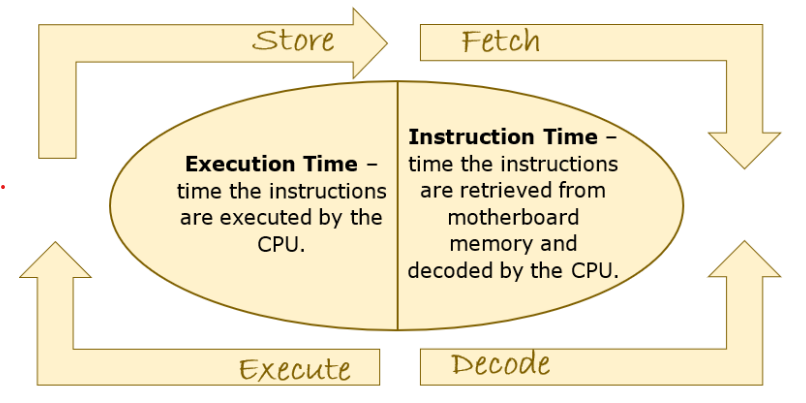 Store
Fetch
Execution Time –
time the instructions
are executed by the
CPU.
Instruction Time –
time the instructions
are retrieved from
motherboard
memory and
decoded by the CPU.
Execute
Decode